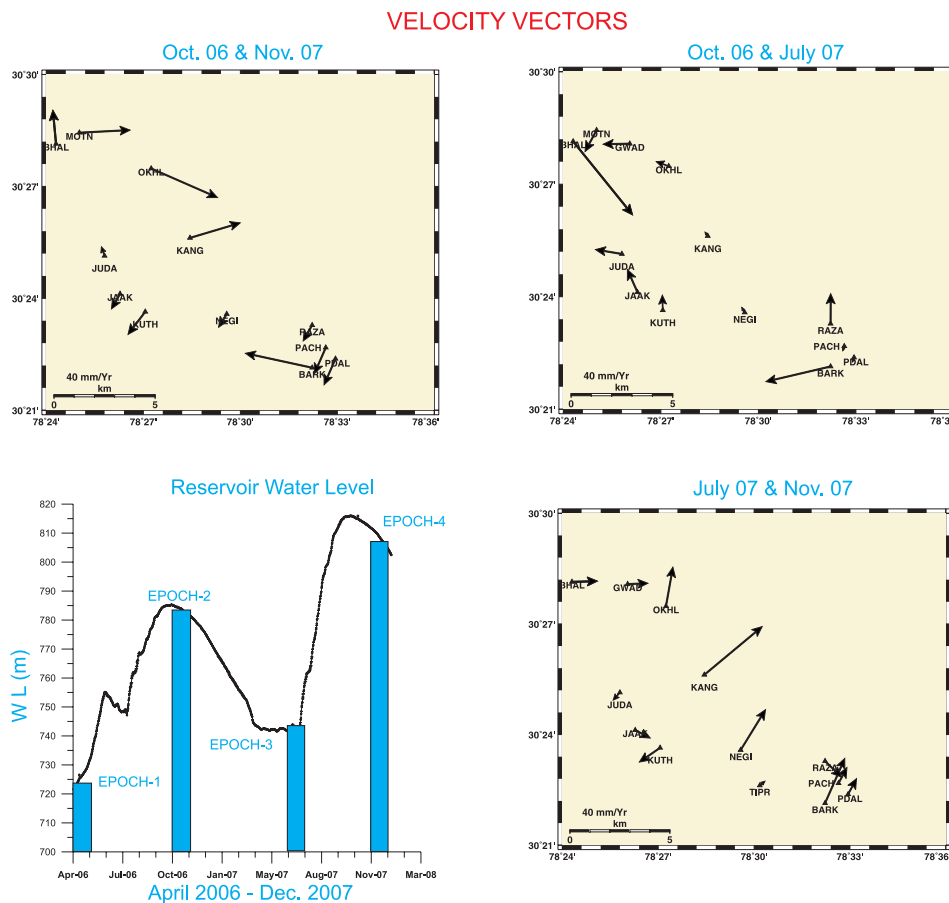 VELOCITY VECTORS
Oct. 06 & Nov. 07
30°30'
30°27'
30°24'
30°21'
MOTN
BHAL
OKHL
KANG
JUDA
JAAK
KUTH
NEGI
RAZA
PACH
PDAL
BARK
40 mm/Yr
km
0 5
78°24' 78°27' 78°30' 78°33' 78°36'
Oct. 06 & July 07
30°30'
30°27'
30°24'
30°21'
MOTN
BHAL
GWAD
OKHL
KANG
JUDA
JAAK
KUTH
NEGI
RAZA
PACH
PDAL
BARK
40 mm/Yr
km
0 5
78°24' 78°27' 78°30' 78°33' 78°36'
Reservoir Water Level
W L (m)
820
810
800
790
780
770
760
750
740
730
720
710
700
EPOCH-1
EPOCH-2
EPOCH-3
EPOCH-4
Apr-06 Jul-06 Oct-06 Jan-07 May-07 Aug-07 Nov-07 Mar-08
April 2006 - Dec. 2007
July 07 & Nov. 07
30°30'
30°27'
30°24'
30°21'
BHAL
GWAD
OKHL
KANG
JUDA
JAAK
KUTH
NEGI
TIPR
RAZA
PACH
PDAL
BARK
40 mm/Yr
km
0 5
78°24' 78°27' 78°30' 78°33' 78°36'